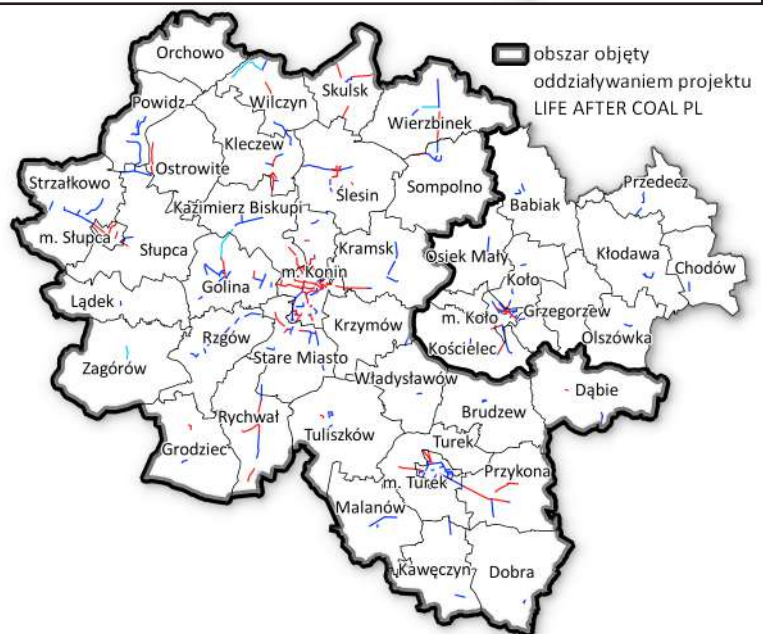 Orchowo
obszar objęty
oddziaływaniem projektu
LIFE AFTER COAL PL
Skulsk
Powidz
Wilczyn
Wierzbinek
Kleczew
Ostrowite
Strzałkowo
Ślesin
Sompolno
Przedecz
Babiak
Kazimierz Biskupi
m. Słupca
Słupca
Kramsk
Osiek Mały
Kłodawa
Chodów
m. Konin
Koło
Golina
Lądek
m. Koło
Grzegorzew
Krzymów
Olszówka
Rzgów
Kościelec
Stare Miasto
Zagórów
Władysławów
Dąbie
Brudzew
Rychwał
Tuliszków
Grodziec
Turek
Przykona
m. Turek
Malanów
Kawęczyn
Dobra